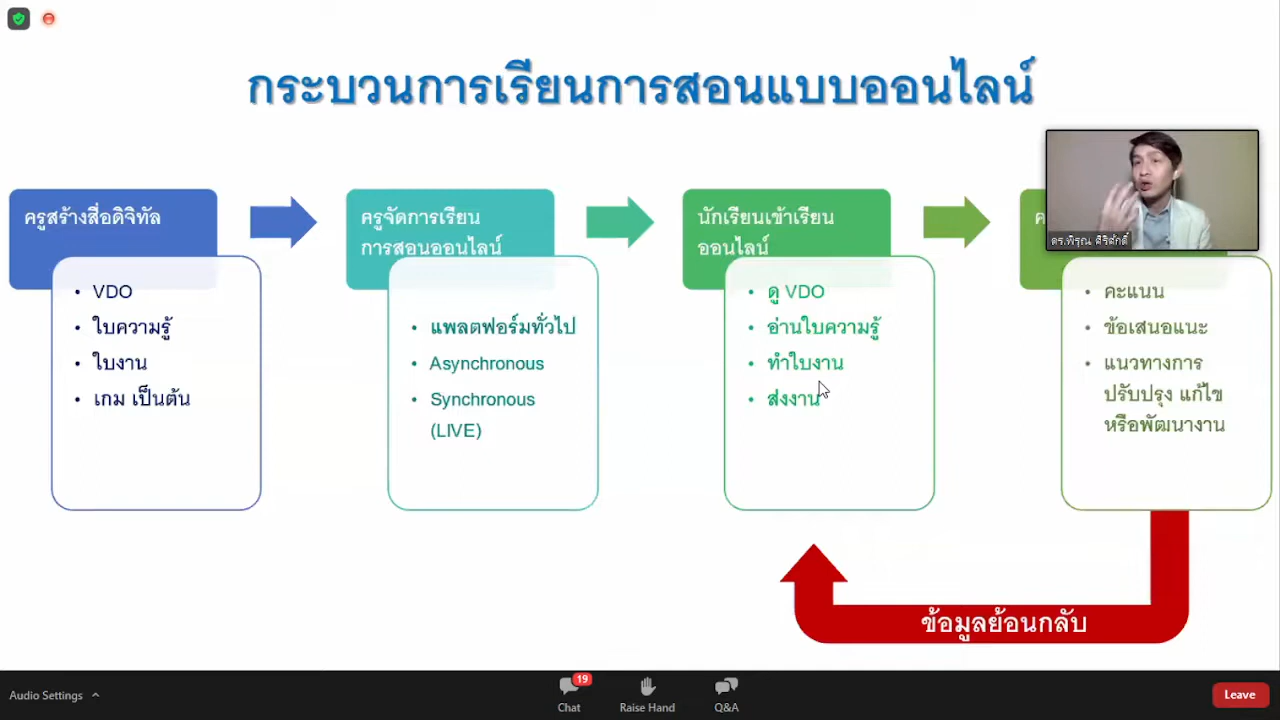 กระบวนการเรียนการสอนแบบออนไลน์
ครูสร้างสื่อดิจิทัล
• VDO
• ใบความรู้
• ใบงาน
• เกม เป็นต้น
ครูจัดการเรียน
การสอนออนไลน์
• แพลตฟอร์มทั่วไป
• Asynchronous
• Synchronous
(LIVE)
นักเรียนเข้าเรียน
ออนไลน์
• ดู VDO
• อ่านใบความรู้
• ทำใบงาน
• ส่งงาน
ดร.พิรุณ ศิริศักดิ์
• คะแนน
• ข้อเสนอแนะ
• แนวทางการ
ปรับปรุง แก้ไข
หรือพัฒนางาน
ข้อมูลย้อนกลับ
Audio Settings
19
Chat
Raise Hand
Q&A
Leave